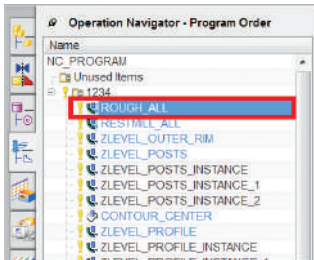 Operation Navigator - Program Order
Name
NC_PROGRAM
Unused Items
1234
ROUGH_ALL
RESTMILL_ALL
ZLEVEL_OUTER_RIM
ZLEVEL_POSTS
ZLEVEL_POSTS_INSTANCE
ZLEVEL_POSTS_INSTANCE_1
ZLEVEL_POSTS_INSTANCE_2
CONTOUR_CENTER
ZLEVEL_PROFILE
ZLEVEL_PROFILE_INSTANCE